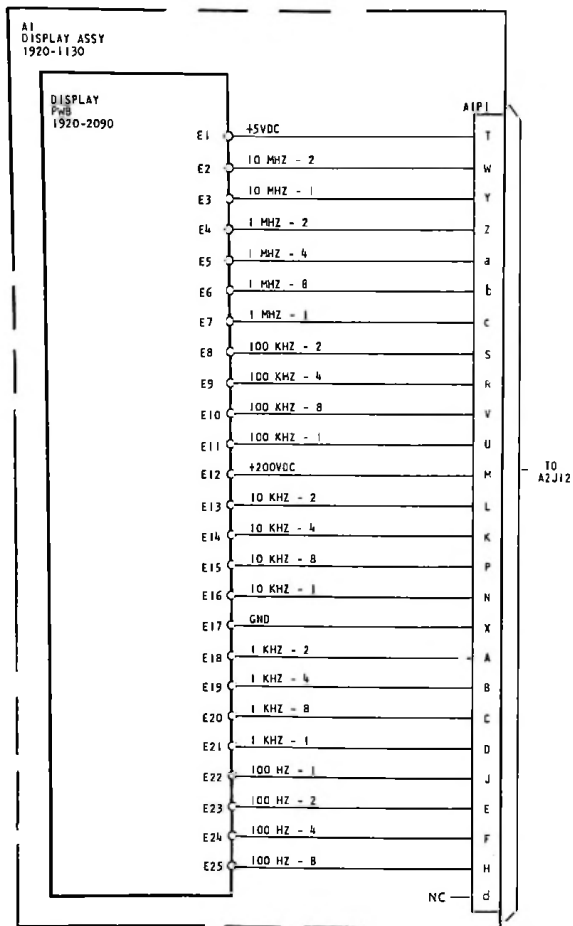 A1
DISPLAY ASSY
1920-1130
DISPLAY
PWB
1920-2090
A1P1
E1 +5VDC T
E2 10 MHZ - 2 W
E3 10 MHZ - 1 Y
E4 1 MHZ - 2 Z
E5 1 MHZ - 4 a
E6 1 MHZ - 8 b
E7 1 MHZ - 1 c
E8 100 KHZ - 2 S
E9 100 KHZ - 4 R
E10 100 KHZ - 8 V
E11 100 KHZ - 1 U
E12 +200VDC M
E13 10 KHZ - 2 L
E14 10 KHZ - 4 K
E15 10 KHZ - 8 P
E16 10 KHZ - 1 N
E17 GND X
E18 1 KHZ - 2 A
E19 1 KHZ - 4 B
E20 1 KHZ - 8 C
E21 1 KHZ - 1 D
E22 100 HZ - 1 J
E23 100 HZ - 2 E
E24 100 HZ - 4 F
E25 100 HZ - 8 H
NC d
TO
A2J12